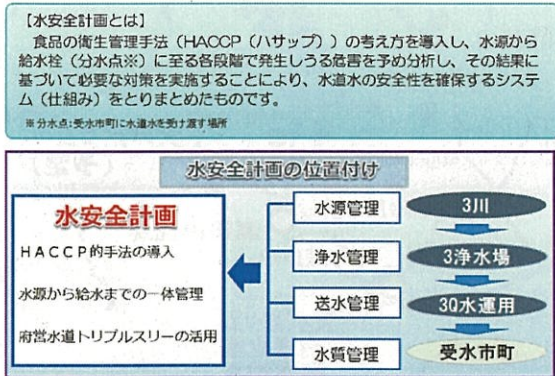 【水安全計画とは】
食品の衛生管理手法（HACCP（ハサップ））の考え方を導入し、水源から
給水栓（分水点※）に至る各段階で発生しうる危害を予め分析し、その結果に
基づいて必要な対策を実施することにより、水道水の安全性を確保するシステ
ム（仕組み）をとりまとめたものです。
※分水点：受水市町に水道水を受け渡す場所
水安全計画の位置付け
水安全計画
HACCP的手法の導入
水源から給水までの一体管理
府営水道トリプルスリーの活用
水源管理
浄水管理
送水管理
水質管理
3川
3浄水場
3Q水運用
受水市町